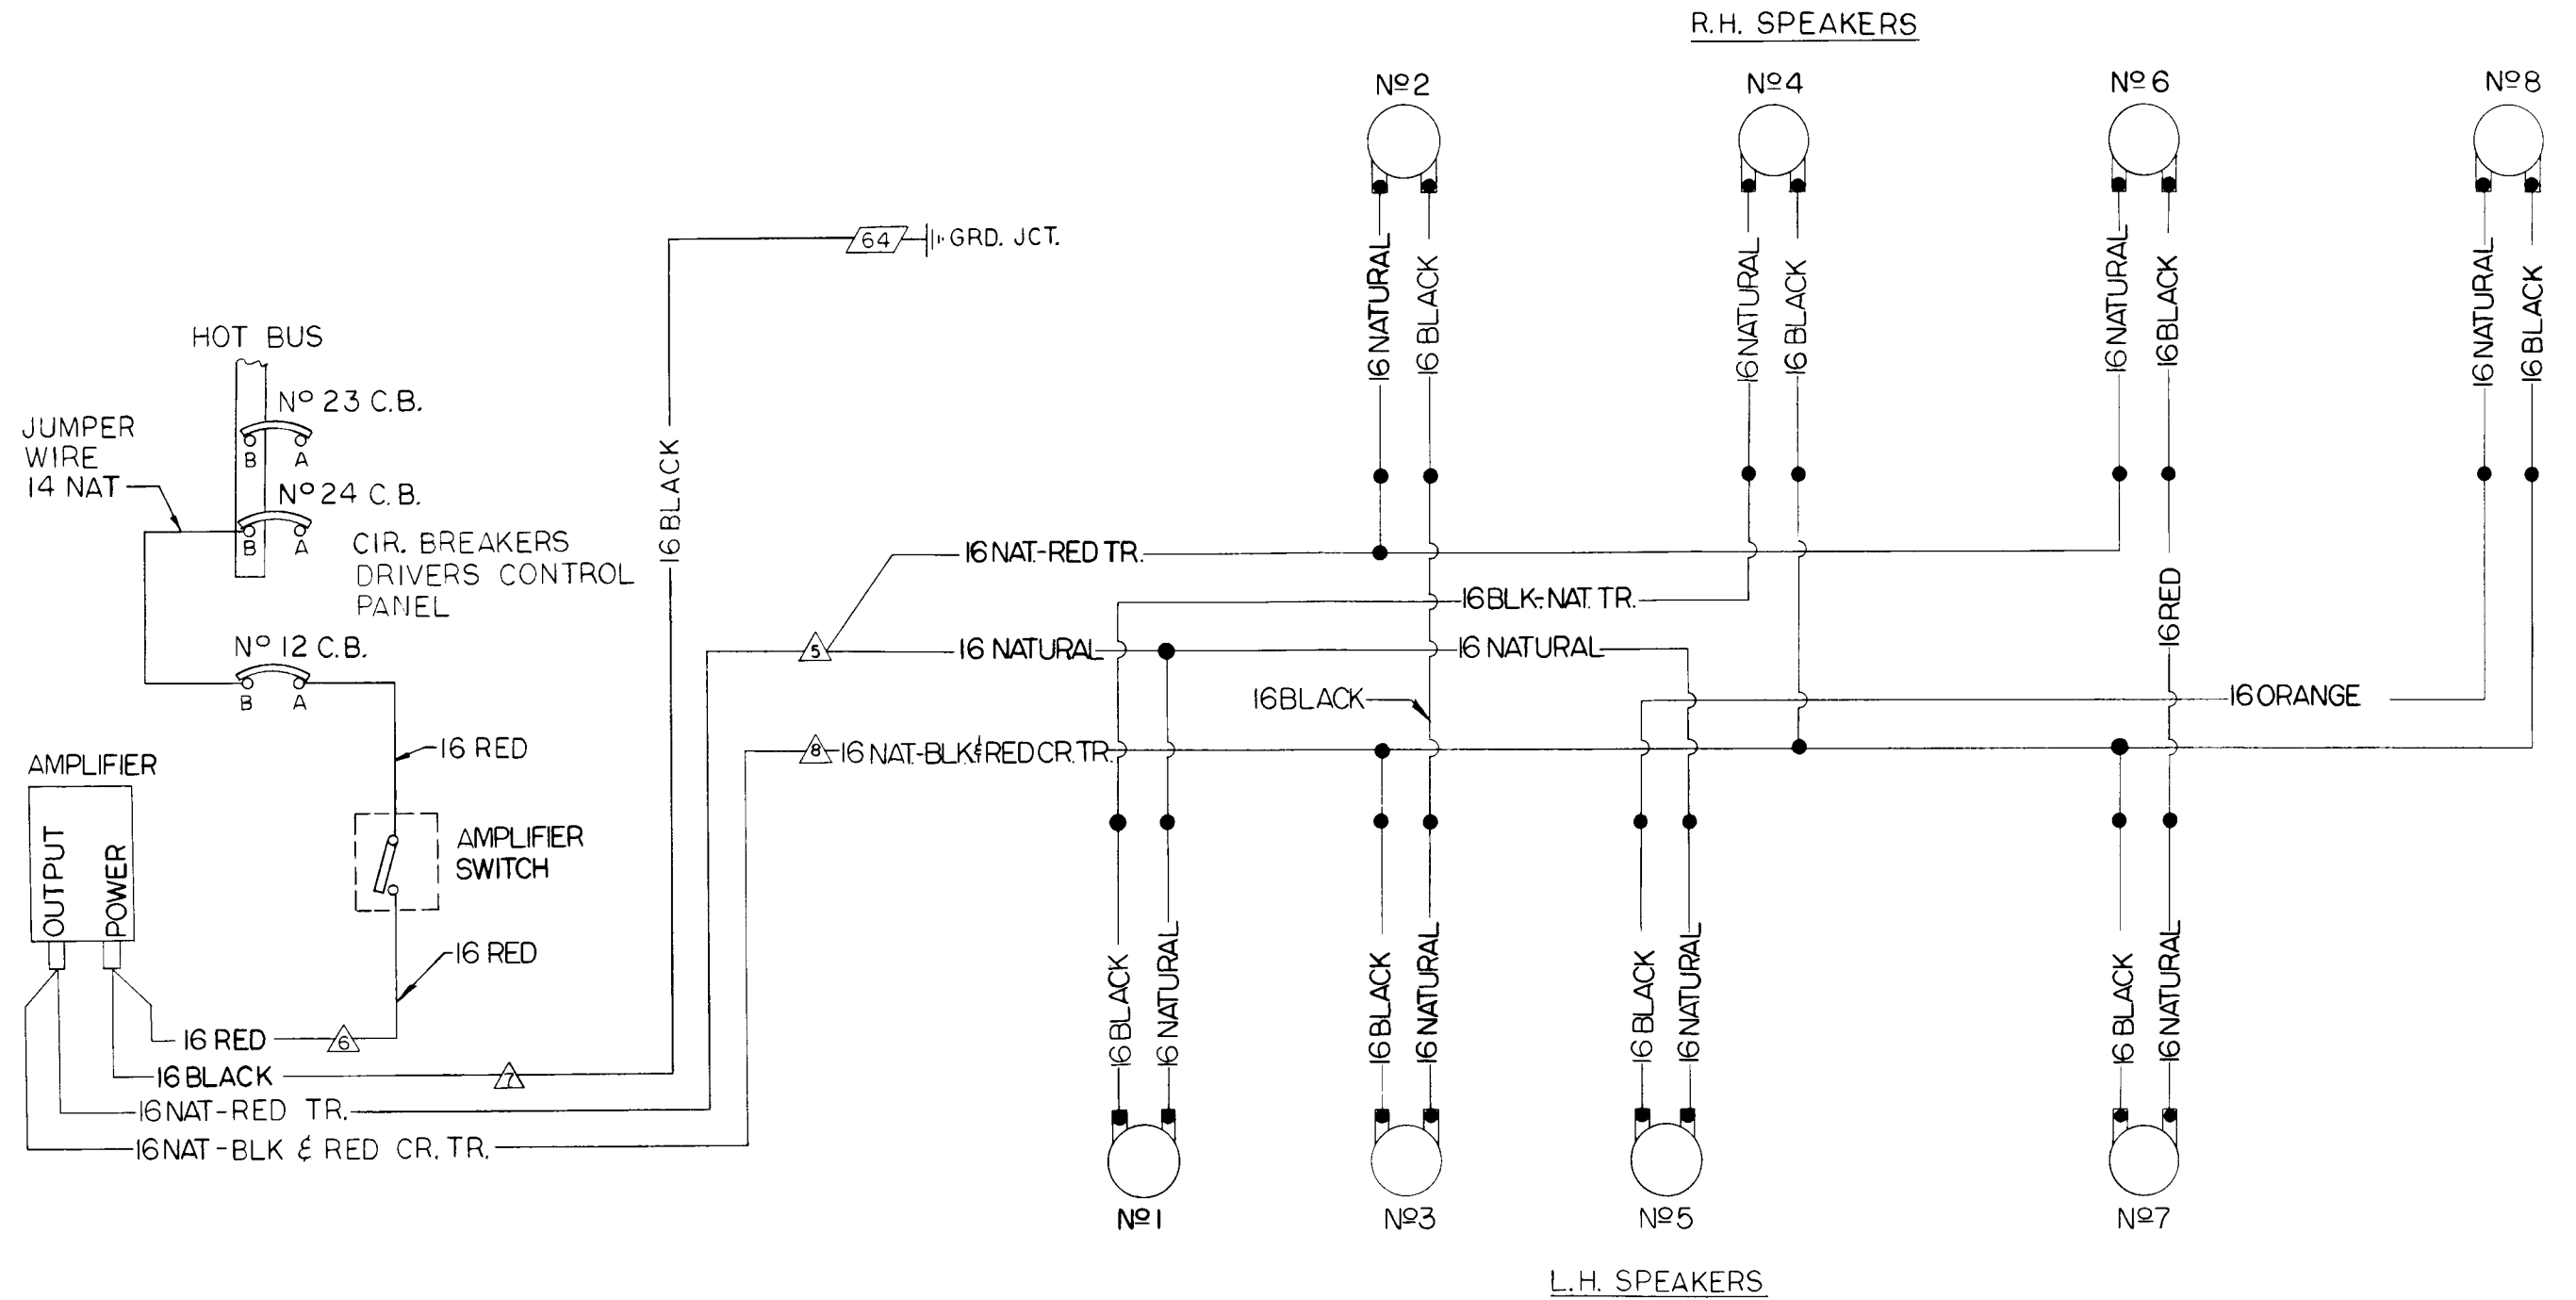 R.H. SPEAKERS
Nº2
Nº4
Nº6
Nº8
64
GRD. JCT.
16 NATURAL
16 BLACK
16 NATURAL
16 BLACK
16 NATURAL
16 BLACK
16 NATURAL
16 BLACK
HOT BUS
Nº 23 C.B.
B
A
JUMPER
WIRE
14 NAT
Nº 24 C.B.
B
A
CIR. BREAKERS
DRIVERS CONTROL
PANEL
16 BLACK
16 NAT.-RED TR.
16 BLK-NAT. TR.
16 RED
5
16 NATURAL
16 NATURAL
Nº 12 C.B.
B
A
16 BLACK
16 ORANGE
16 RED
8
16 NAT.-BLK & RED CR. TR.
AMPLIFIER
OUTPUT
POWER
AMPLIFIER
SWITCH
16 RED
16 RED
6
16 BLACK
7
16 NAT-RED TR.
16 NAT-BLK & RED CR. TR.
16 BLACK
16 NATURAL
16 BLACK
16 NATURAL
16 BLACK
16 NATURAL
16 BLACK
16 NATURAL
Nº1
Nº3
Nº5
Nº7
L.H. SPEAKERS